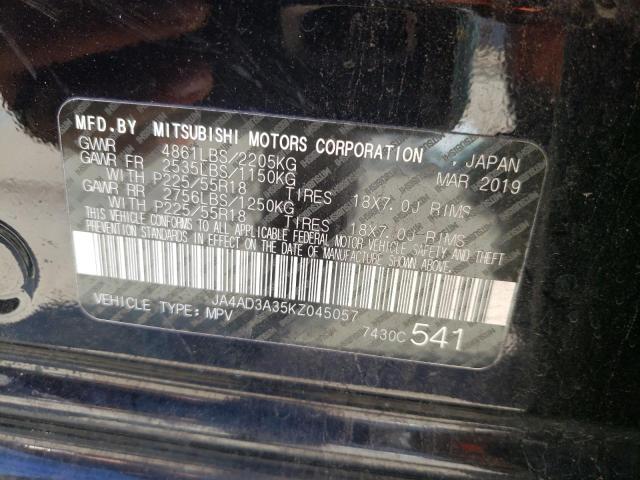 MFD.BY MITSUBISHI MOTORS CORPORATION , JAPAN
GVWR 4861LBS/2205KG MAR 2019
GAWR FR 2535LBS/1150KG
WITH P225/55R18 TIRES 18X7.0J RIMS
GAWR RR 2756LBS/1250KG
WITH P225/55R18 TIRES 18X7.0J RIMS
THIS VEHICLE CONFORMS TO ALL APPLICABLE FEDERAL MOTOR VEHICLE SAFETY AND THEFT
PREVENTION STANDARDS IN EFFECT ON THE DATE OF MANUFACTURE SHOWN ABOVE.
JA4AD3A35KZ045057
VEHICLE TYPE: MPV 7430C 541